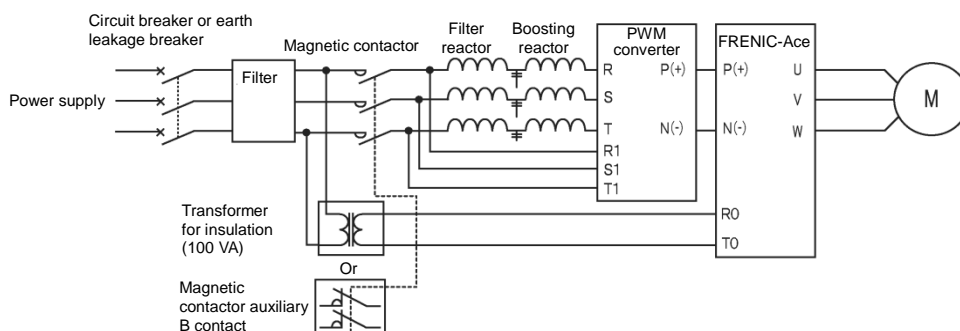 Circuit breaker or earth
leakage breaker
Magnetic contactor
Filter
reactor
Boosting
reactor
PWM
converter
FRENIC-Ace
Filter
Power supply
R
S
T
R1
S1
T1
P(+)
N(-)
P(+)
N(-)
U
V
W
M
R0
T0
Transformer
for insulation
(100 VA)
Or
Magnetic
contactor auxiliary
B contact